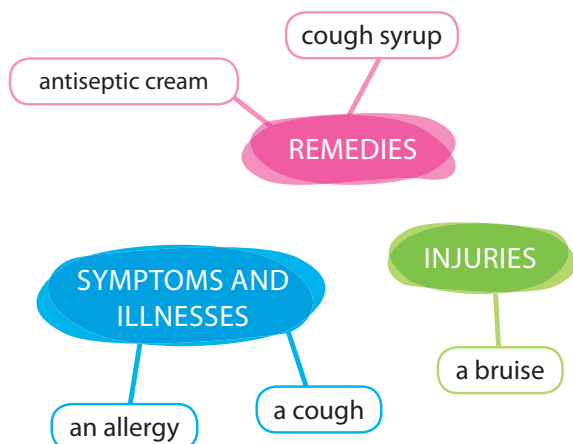 cough syrup
antiseptic cream
REMEDIES
SYMPTOMS AND
ILLNESSES
INJURIES
an allergy
a cough
a bruise